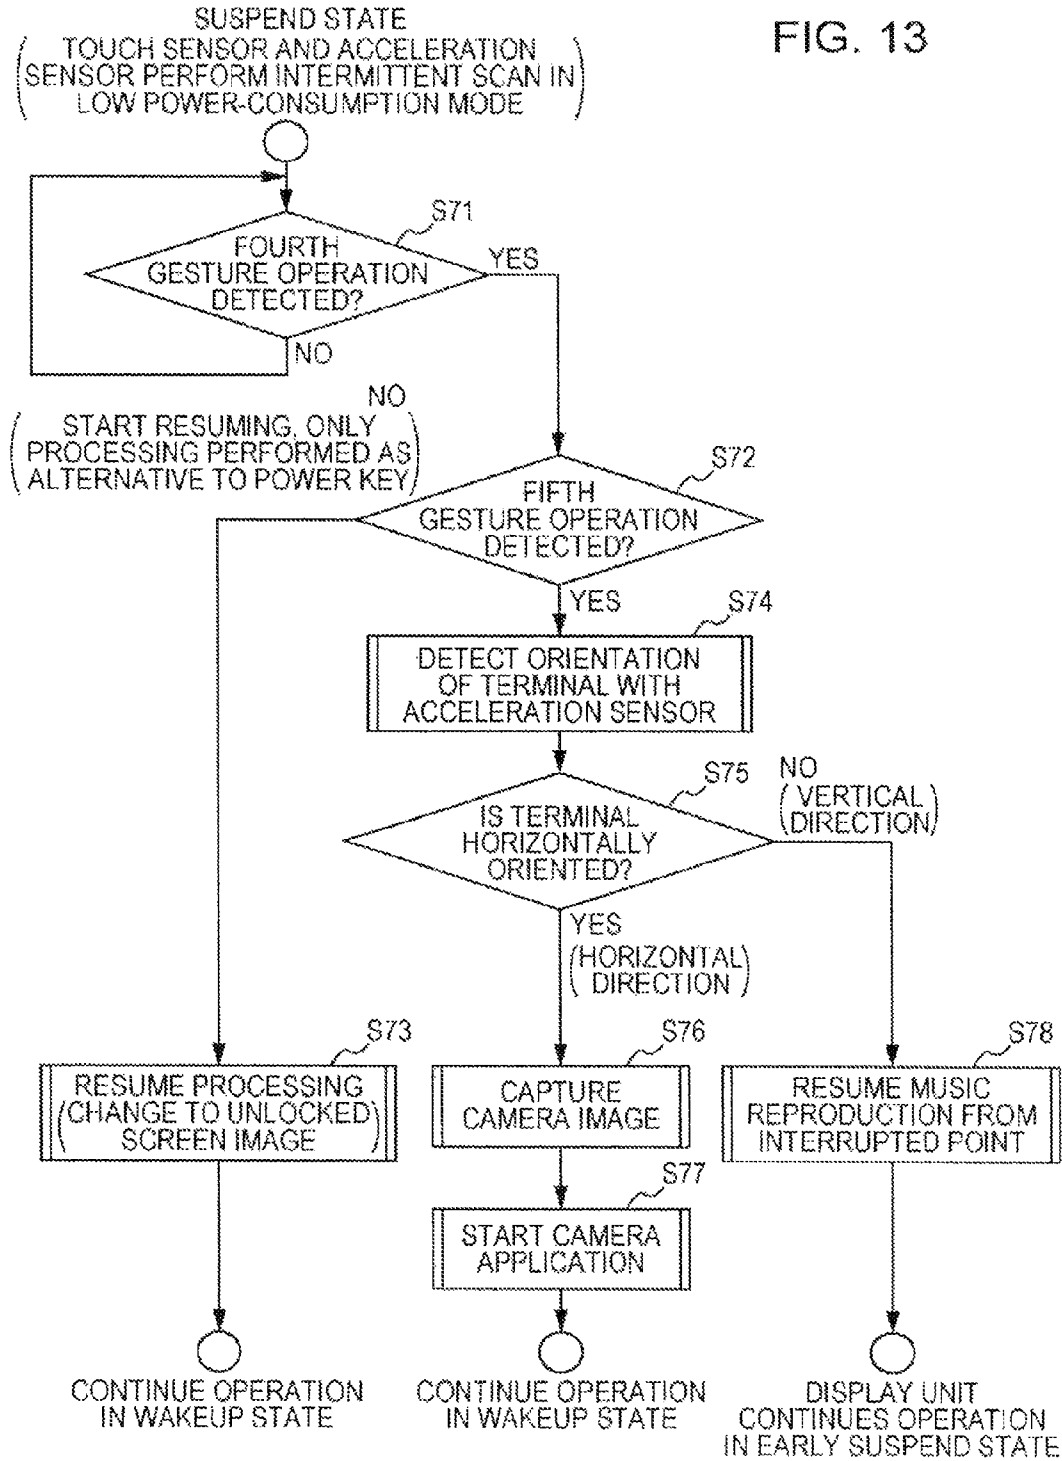 SUSPEND STATE
(TOUCH SENSOR AND ACCELERATION
SENSOR PERFORM INTERMITTENT SCAN IN
LOW POWER-CONSUMPTION MODE)
FIG. 13
S71
FOURTH
GESTURE OPERATION
DETECTED?
YES
NO
NO
(START RESUMING, ONLY
PROCESSING PERFORMED AS
ALTERNATIVE TO POWER KEY)
S72
FIFTH
GESTURE OPERATION
DETECTED?
YES
S74
DETECT ORIENTATION
OF TERMINAL WITH
ACCELERATION SENSOR
S75
IS TERMINAL
HORIZONTALLY
ORIENTED?
NO
(VERTICAL
DIRECTION)
YES
(HORIZONTAL
DIRECTION)
S73
RESUME PROCESSING
(CHANGE TO UNLOCKED
SCREEN IMAGE)
S76
CAPTURE
CAMERA IMAGE
S78
RESUME MUSIC
REPRODUCTION FROM
INTERRUPTED POINT
S77
START CAMERA
APPLICATION
CONTINUE OPERATION
IN WAKEUP STATE
CONTINUE OPERATION
IN WAKEUP STATE
DISPLAY UNIT
CONTINUES OPERATION
IN EARLY SUSPEND STATE